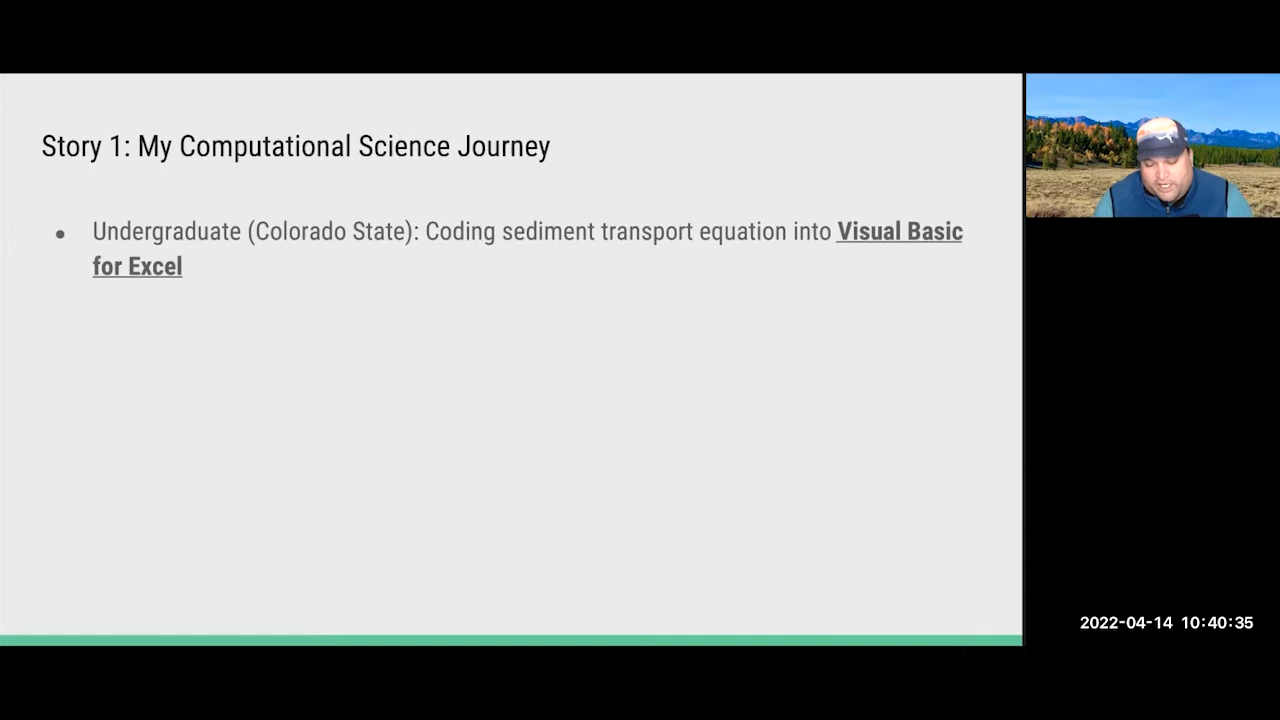 Story 1: My Computational Science Journey
● Undergraduate (Colorado State): Coding sediment transport equation into Visual Basic
for Excel
2022-04-14 10:40:35